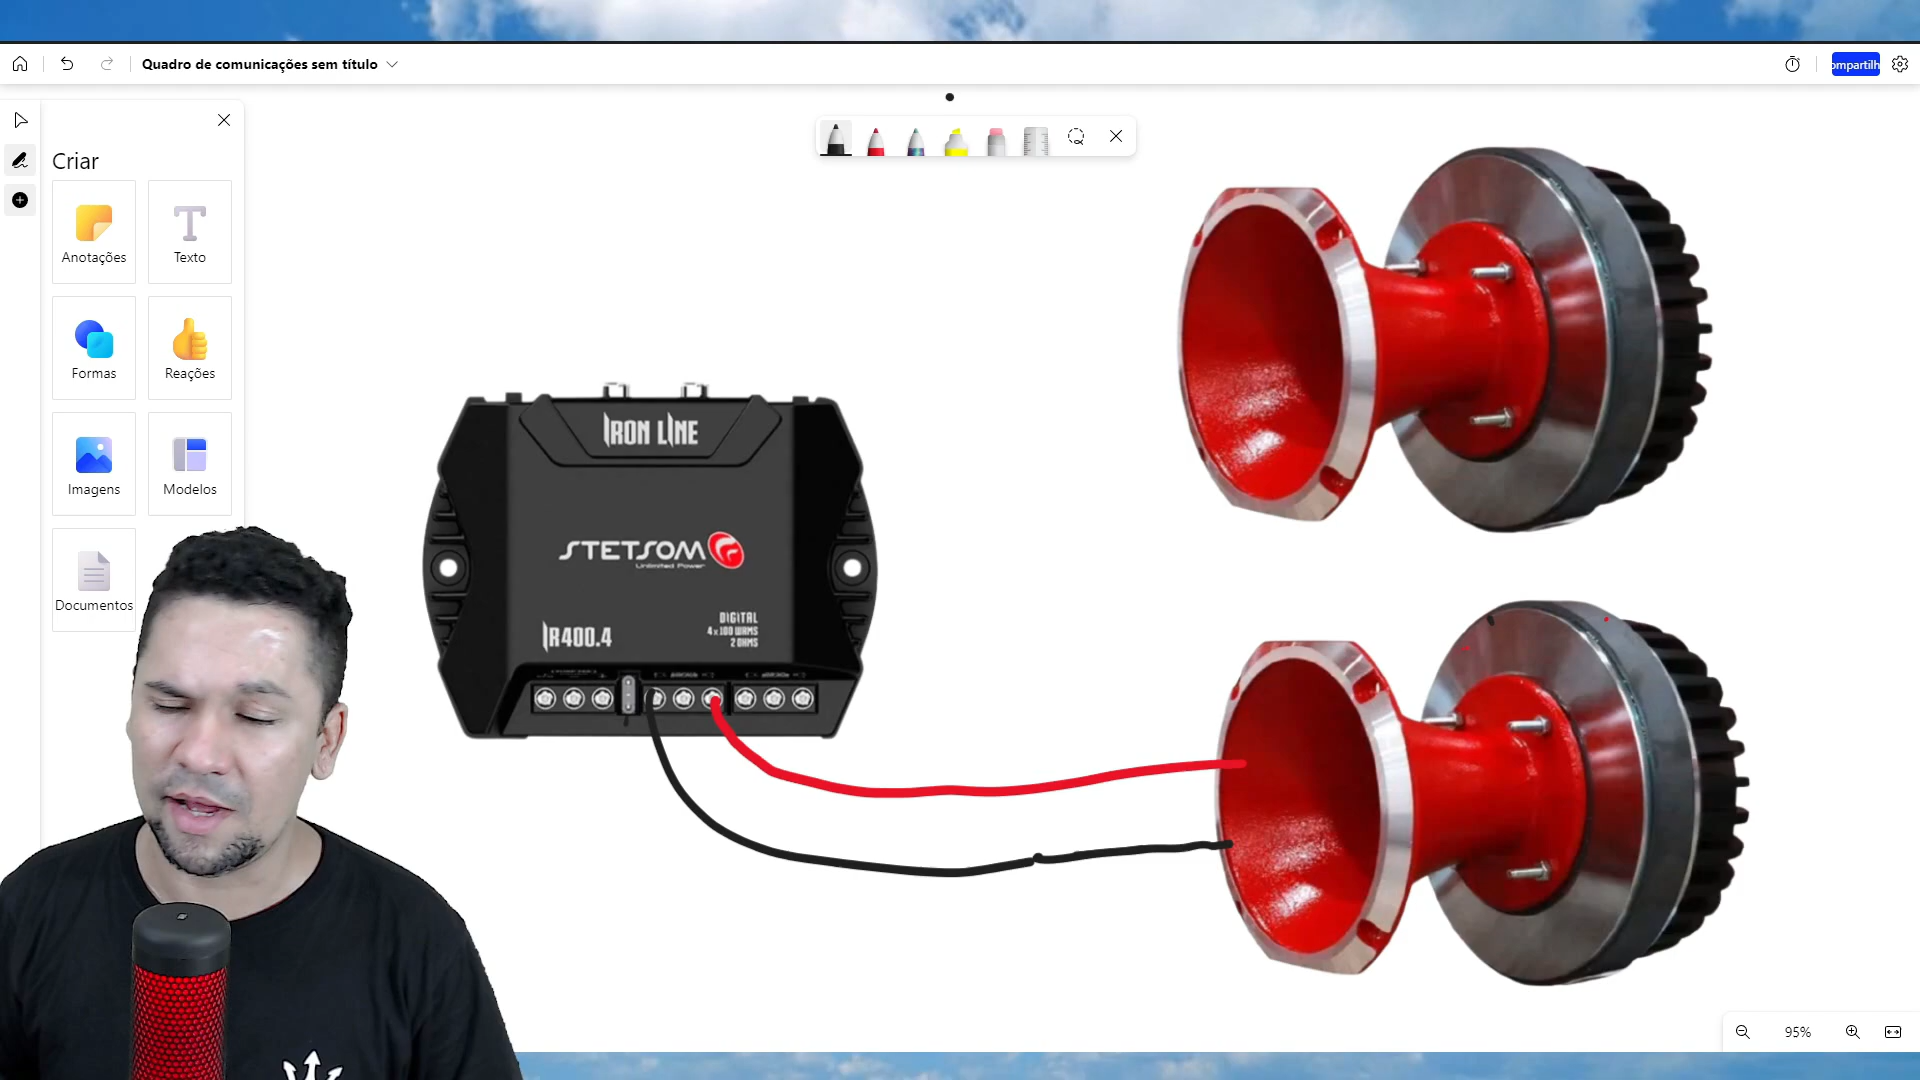 Quadro de comunicações sem título
ompartilh
Criar
Anotações
Texto
Formas
Reações
Imagens
Modelos
Documentos
IRON LINE
STETSOM
Unlimited Power
DIGITAL
4x100 WRMS
2 OHMS
IR400.4
95%